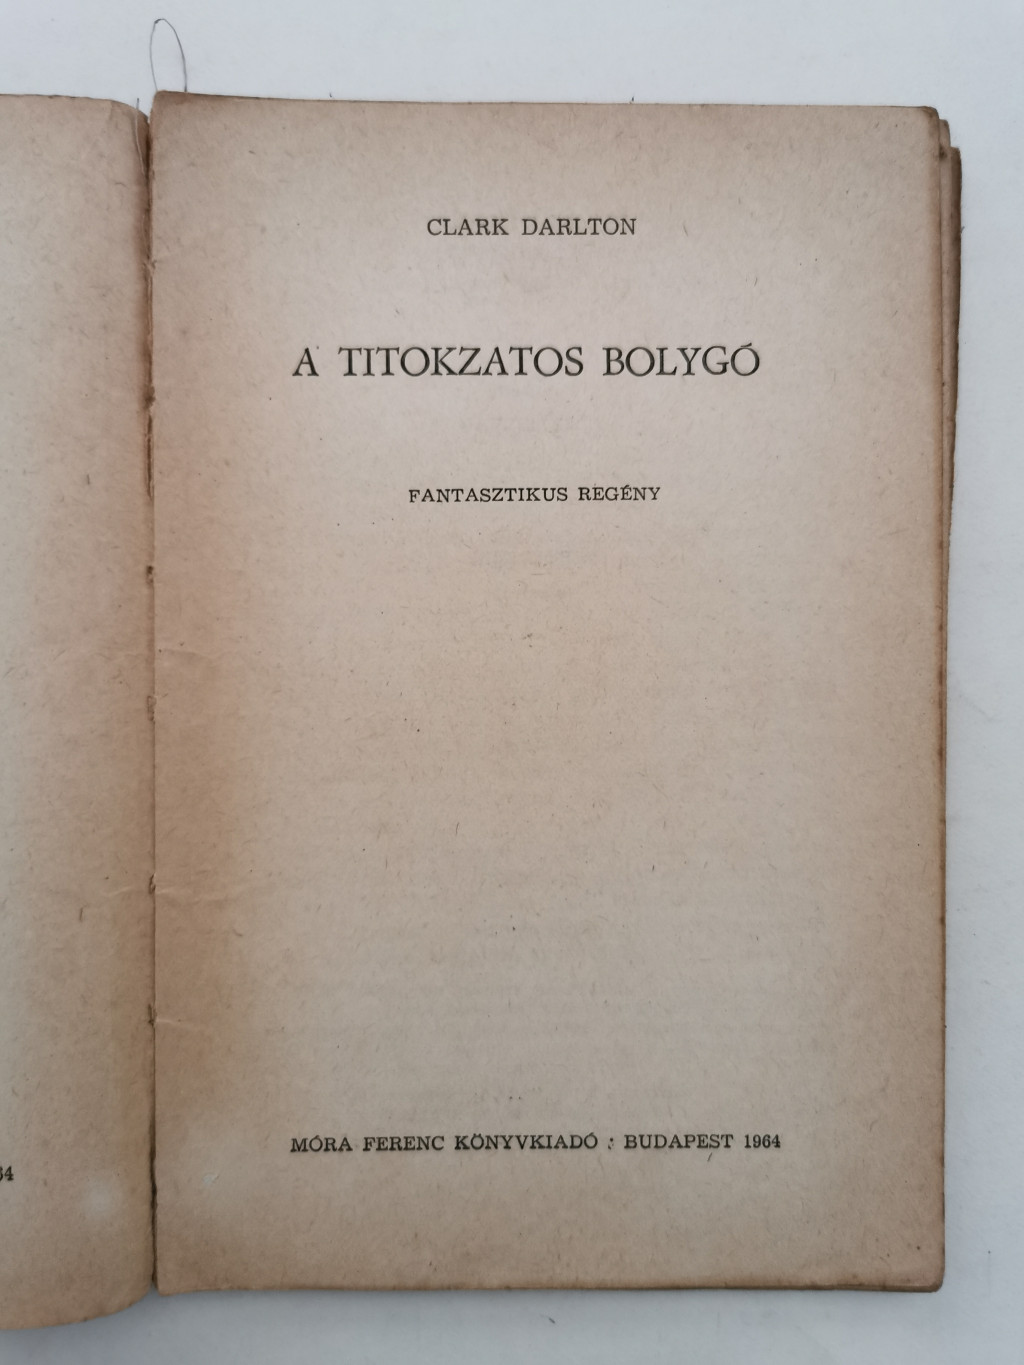 CLARK DARLTON
A TITOKZATOS BOLYGÓ
FANTASZTIKUS REGÉNY
MÓRA FERENC KÖNYVKIADÓ : BUDAPEST 1964